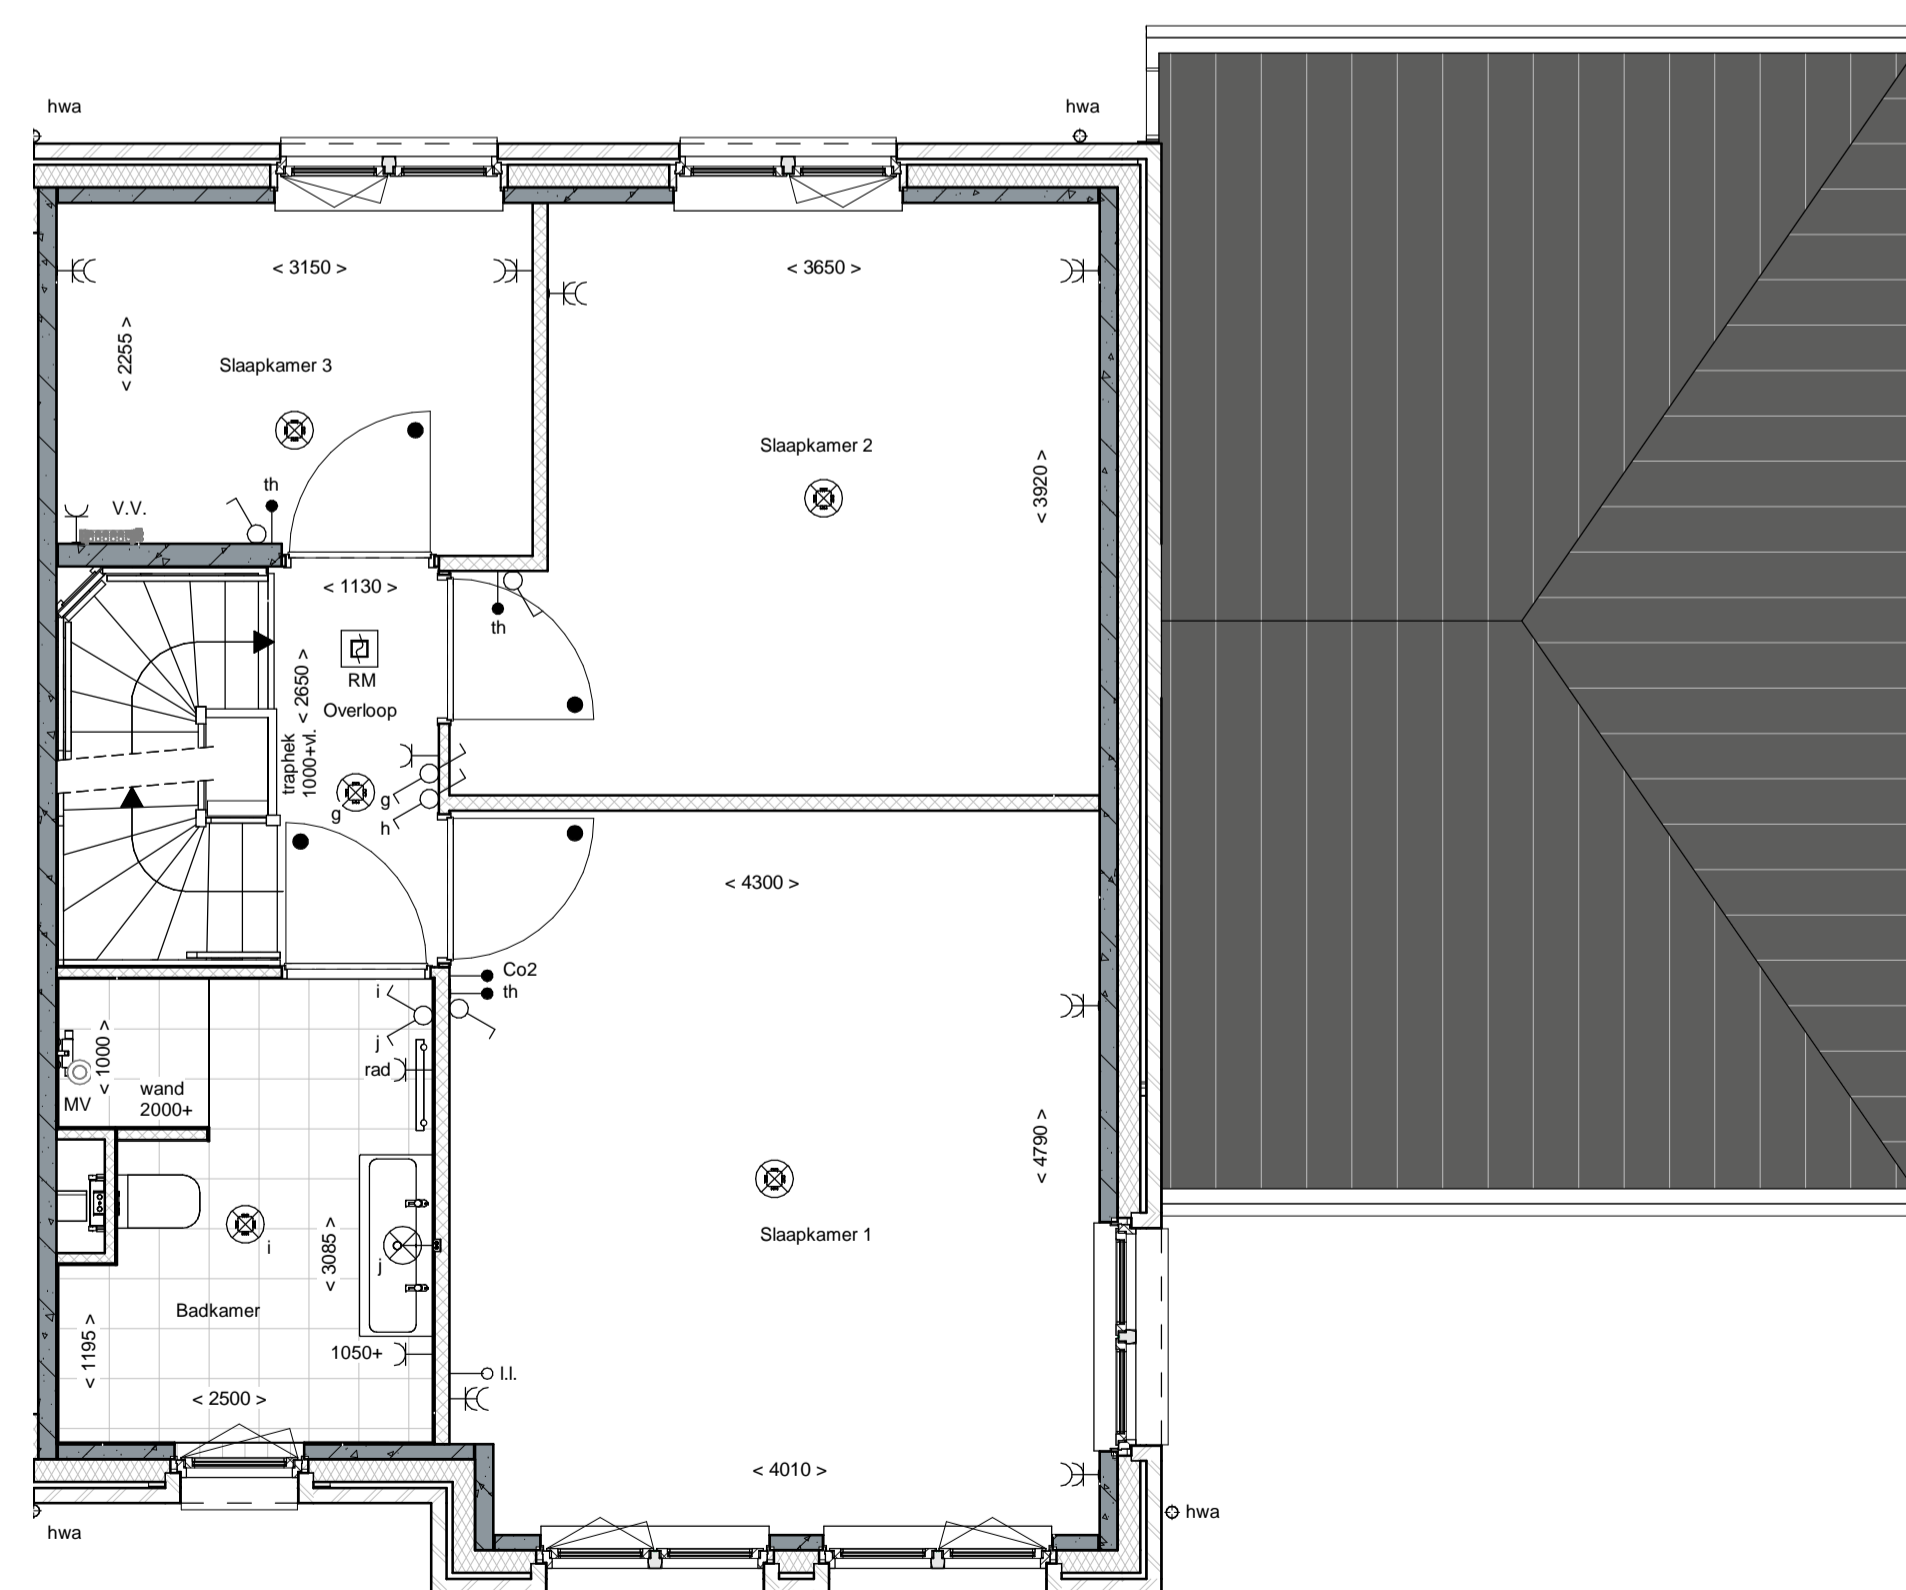 hwa
hwa
< 3150 >
< 3650 >
< 2255 >
Slaapkamer 3
Slaapkamer 2
< 3920 >
th
V.V.
< 1130 >
th
RM
Overloop
traphek
1000+vl. < 2650 >
g
g
h
< 4300 >
Co2
th
i
j
rad
< 1000 >
MV
wand
2000+
< 4790 >
Slaapkamer 1
i
< 3085 >
j
Badkamer
1050+
< 1195 >
l.l.
< 2500 >
< 4010 >
hwa
hwa